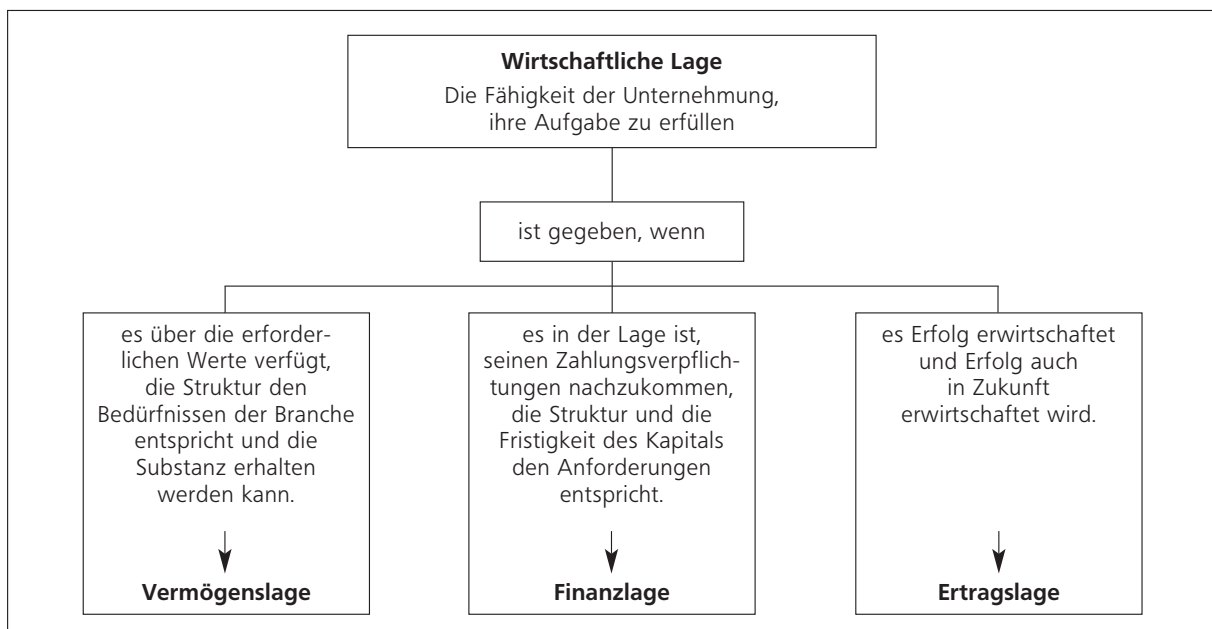 Wirtschaftliche Lage
Die Fähigkeit der Unternehmung,
ihre Aufgabe zu erfüllen
ist gegeben, wenn
es über die erforder-
lichen Werte verfügt,
die Struktur den
Bedürfnissen der Branche
entspricht und die
Substanz erhalten
werden kann.
Vermögenslage
es in der Lage ist,
seinen Zahlungsverpflich-
tungen nachzukommen,
die Struktur und die
Fristigkeit des Kapitals
den Anforderungen
entspricht.
Finanzlage
es Erfolg erwirtschaftet
und Erfolg auch
in Zukunft
erwirtschaftet wird.
Ertragslage